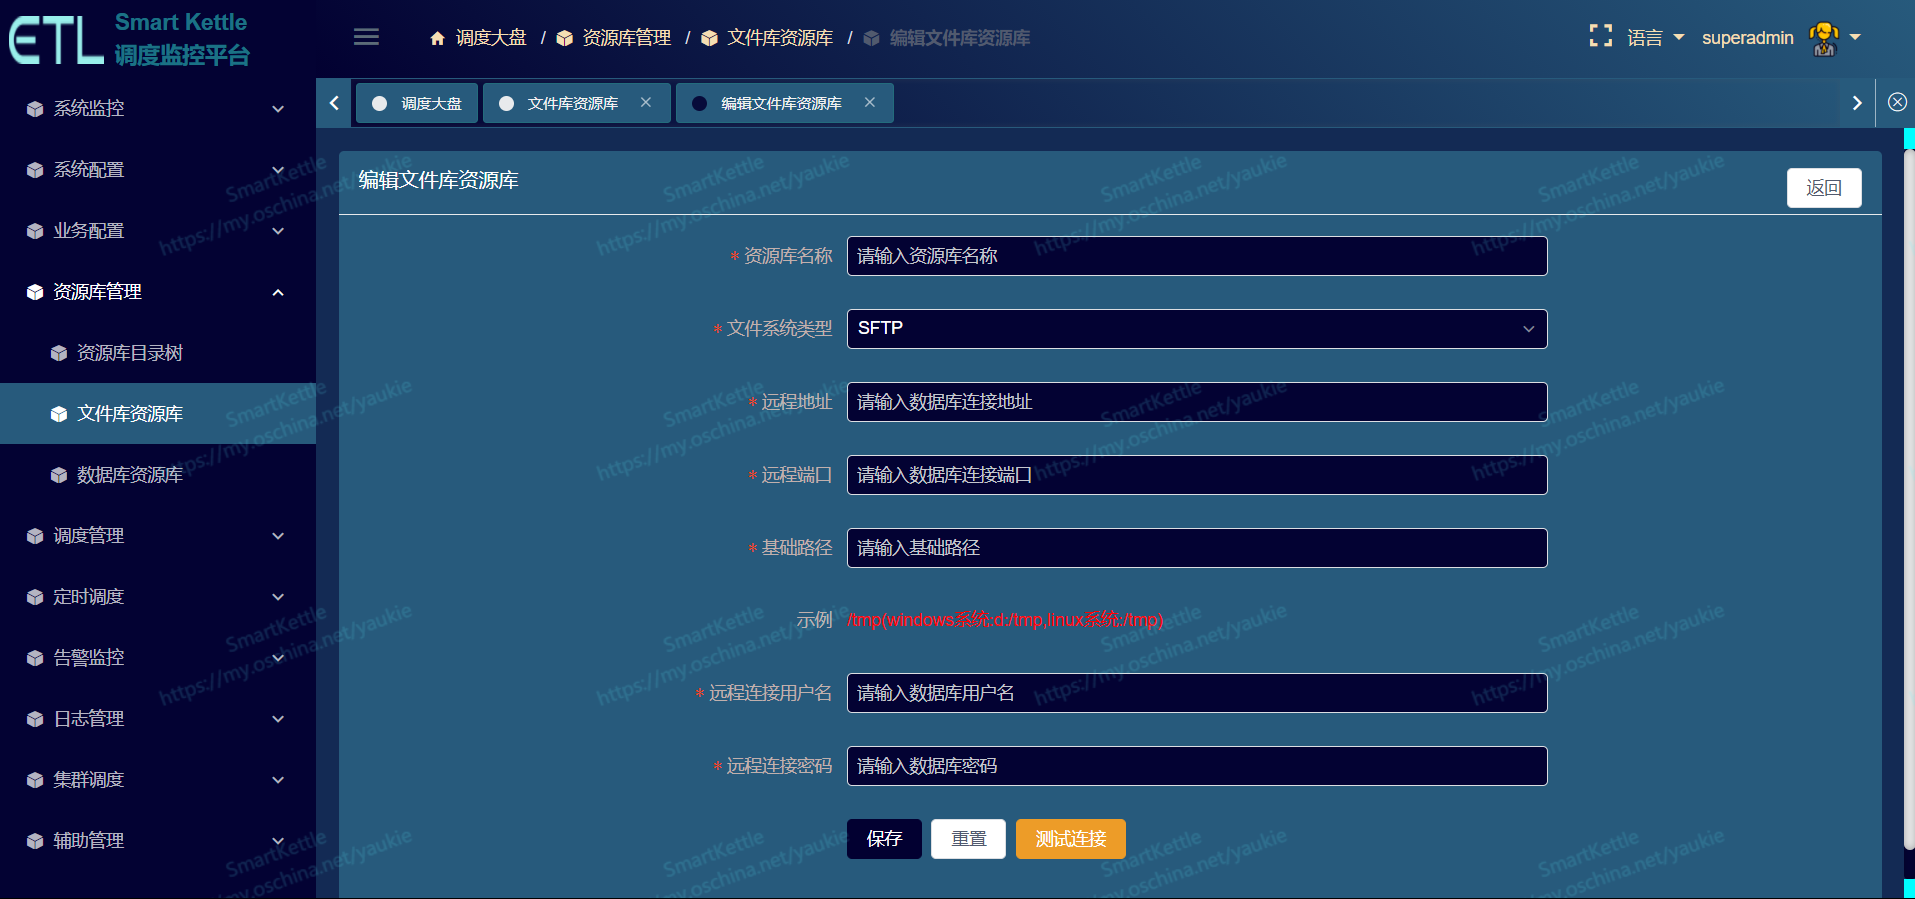 ETL
Smart Kettle
调度监控平台
调度大盘 / 资源库管理 / 文件库资源库 / 编辑文件库资源库
语言
superadmin
调度大盘
文件库资源库
编辑文件库资源库
系统监控
系统配置
业务配置
资源库管理
资源库目录树
文件库资源库
数据库资源库
调度管理
定时调度
告警监控
日志管理
集群调度
辅助管理
编辑文件库资源库
返回
* 资源库名称 请输入资源库名称
* 文件系统类型 SFTP
* 远程地址 请输入数据库连接地址
* 远程端口 请输入数据库连接端口
* 基础路径 请输入基础路径
示例 /tmp(windows系统:d:/tmp,linux系统:/tmp)
* 远程连接用户名 请输入数据库用户名
* 远程连接密码 请输入数据库密码
保存 重置 测试连接
SmartKettle
https://my.oschina.net/yaukie